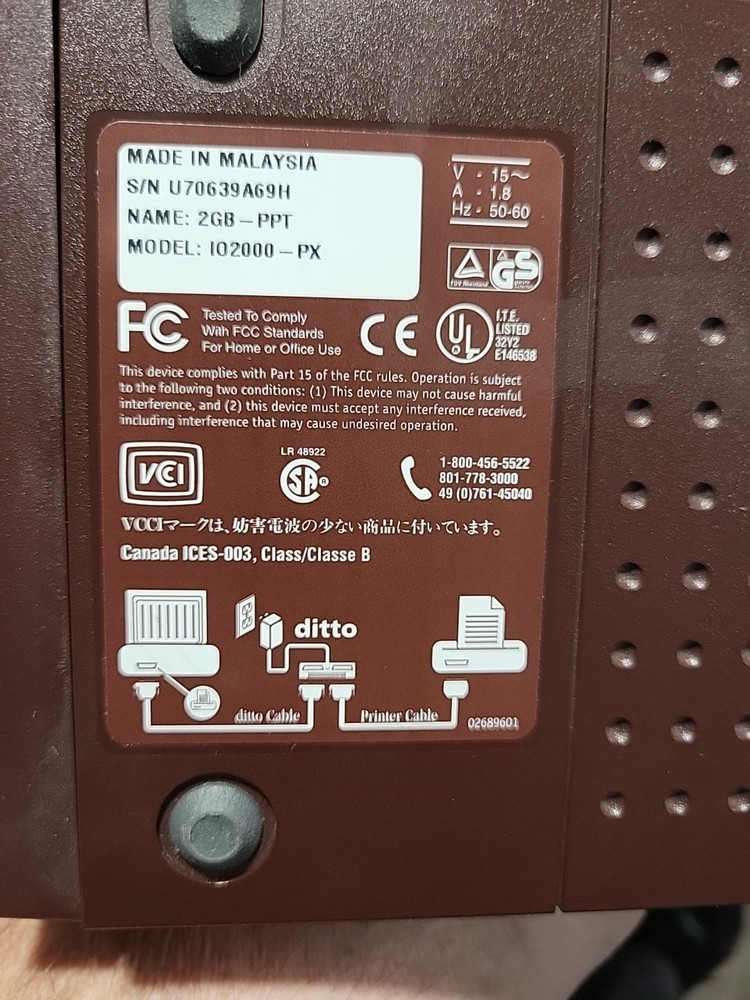 MADE IN MALAYSIA
S/N U70639A69H
NAME: 2GB-PPT
MODEL: IO2000-PX
V - 15~
A - 1.8
Hz - 50-60
TÜV Rheinland
GS
FC
Tested To Comply
With FCC Standards
For Home or Office Use
CE
UL
I.T.E.
LISTED
32Y2
E146538
This device complies with Part 15 of the FCC rules. Operation is subject
to the following two conditions: (1) This device may not cause harmful
interference, and (2) this device must accept any interference received,
including interference that may cause undesired operation.
VCI
LR 48922
SA®
1-800-456-5522
801-778-3000
49 (0)761-45040
VCCIマークは、妨害電波の少ない商品に付いています。
Canada ICES-003, Class/Classe B
ditto
ditto Cable
Printer Cable
02689601